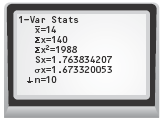 1-Var Stats
x̄=14
Σx=140
Σx²=1988
Sx=1.763834207
σx=1.673320053
↓n=10